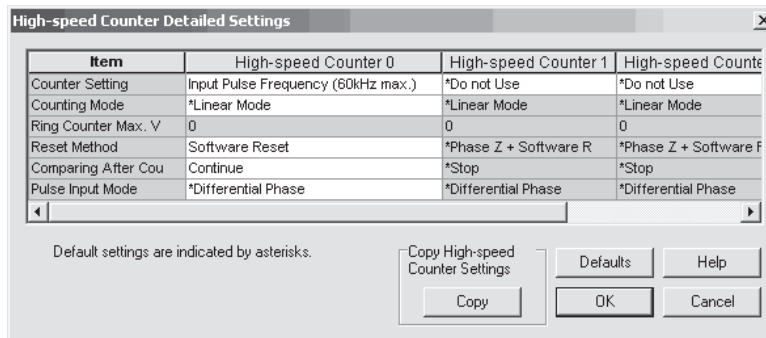 High-speed Counter Detailed Settings
Item High-speed Counter 0 High-speed Counter 1 High-speed Counte
Counter Setting Input Pulse Frequency (60kHz max.) *Do not Use *Do not Use
Counting Mode *Linear Mode *Linear Mode *Linear Mode
Ring Counter Max. V 0 0 0
Reset Method Software Reset *Phase Z + Software R *Phase Z + Software R
Comparing After Cou Continue *Stop *Stop
Pulse Input Mode *Differential Phase *Differential Phase *Differential Phase
Default settings are indicated by asterisks.
Copy High-speed
Counter Settings
Copy
Defaults Help
OK Cancel